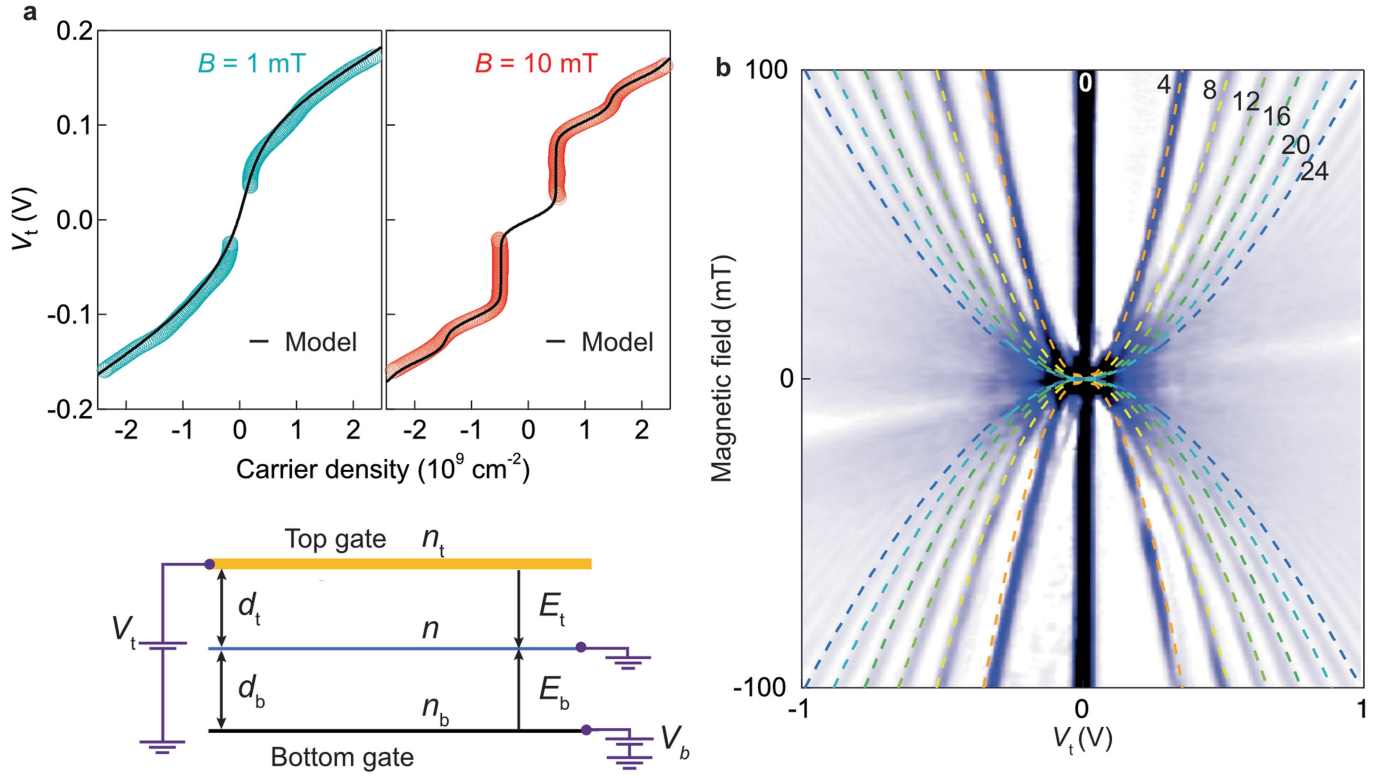 a
0.2
0.1
0.0
-0.1
-0.2
Vt (V)
B = 1 mT
B = 10 mT
− Model
− Model
-2 -1 0 1 2
-2 -1 0 1 2
Carrier density (10⁹ cm⁻²)
Top gate nt
dt
Et
Vt
n
db
Eb
nb
Bottom gate
Vb
b
100
0
-100
Magnetic field (mT)
0
4
8
12
16
20
24
-1 0 1
Vt (V)